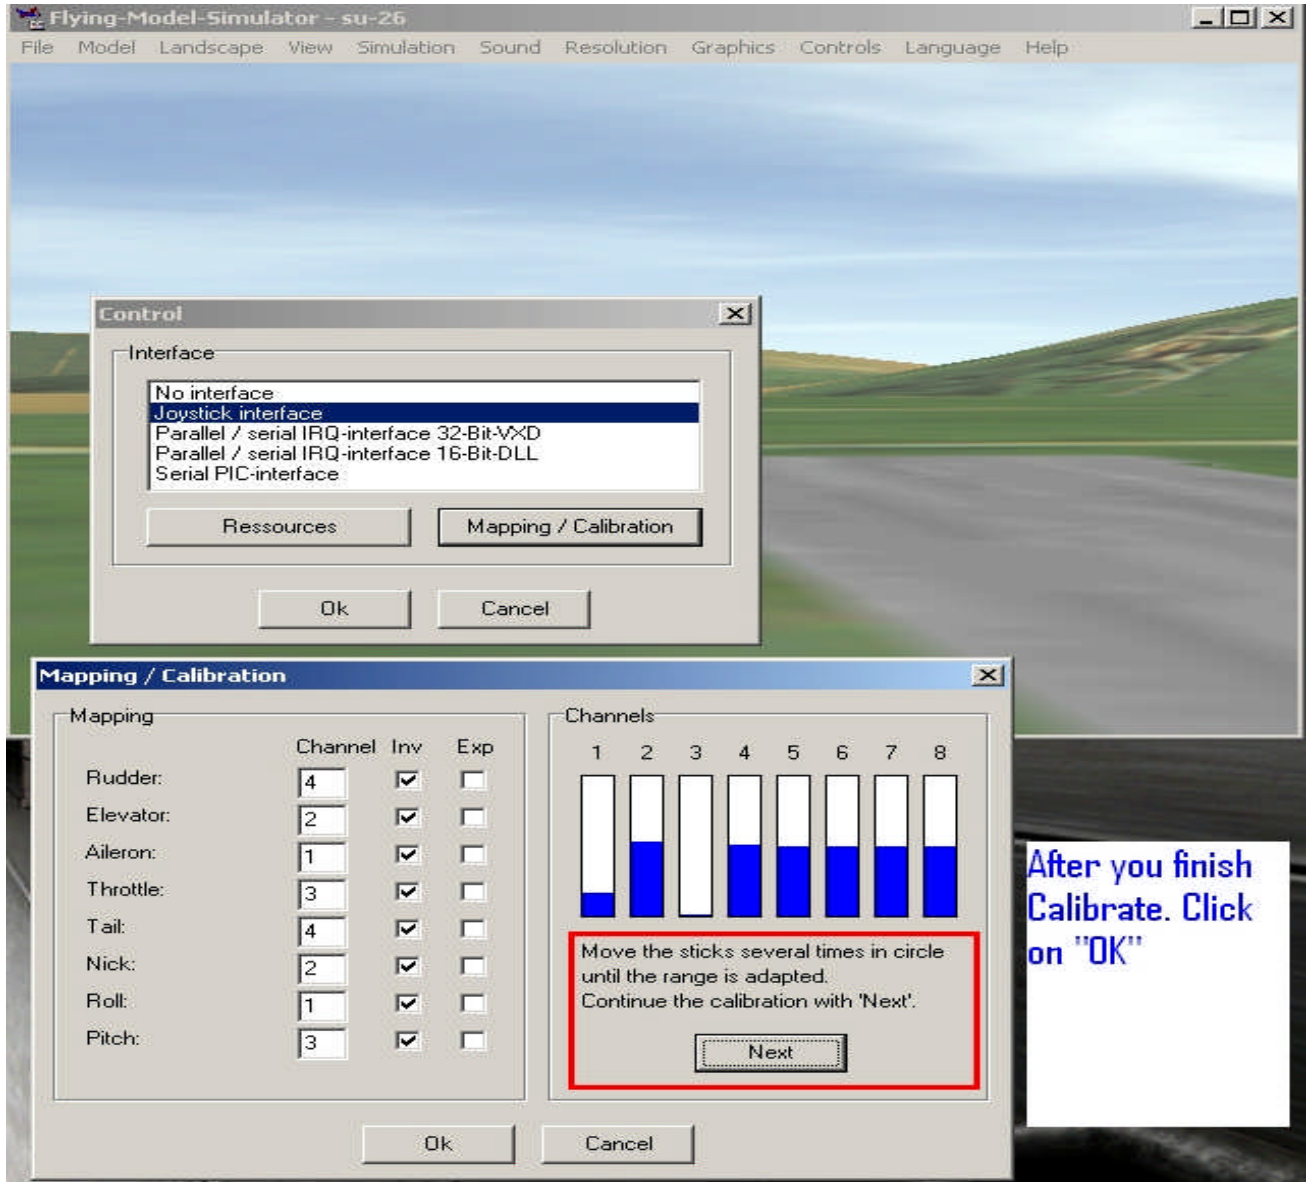 Flying-Model-Simulator - su-26
File Model Landscape View Simulation Sound Resolution Graphics Controls Language Help
Control
Interface
No interface
Joystick interface
Parallel / serial IRQ-interface 32-Bit-VXD
Parallel / serial IRQ-interface 16-Bit-DLL
Serial PIC-interface
Ressources Mapping / Calibration
Ok Cancel
Mapping / Calibration
Mapping
Channel Inv Exp
Rudder: 4
Elevator: 2
Aileron: 1
Throttle: 3
Tail: 4
Nick: 2
Roll: 1
Pitch: 3
Channels
1 2 3 4 5 6 7 8
Move the sticks several times in circle
until the range is adapted.
Continue the calibration with 'Next'.
Next
Ok Cancel
After you finish
Calibrate. Click
on "OK"